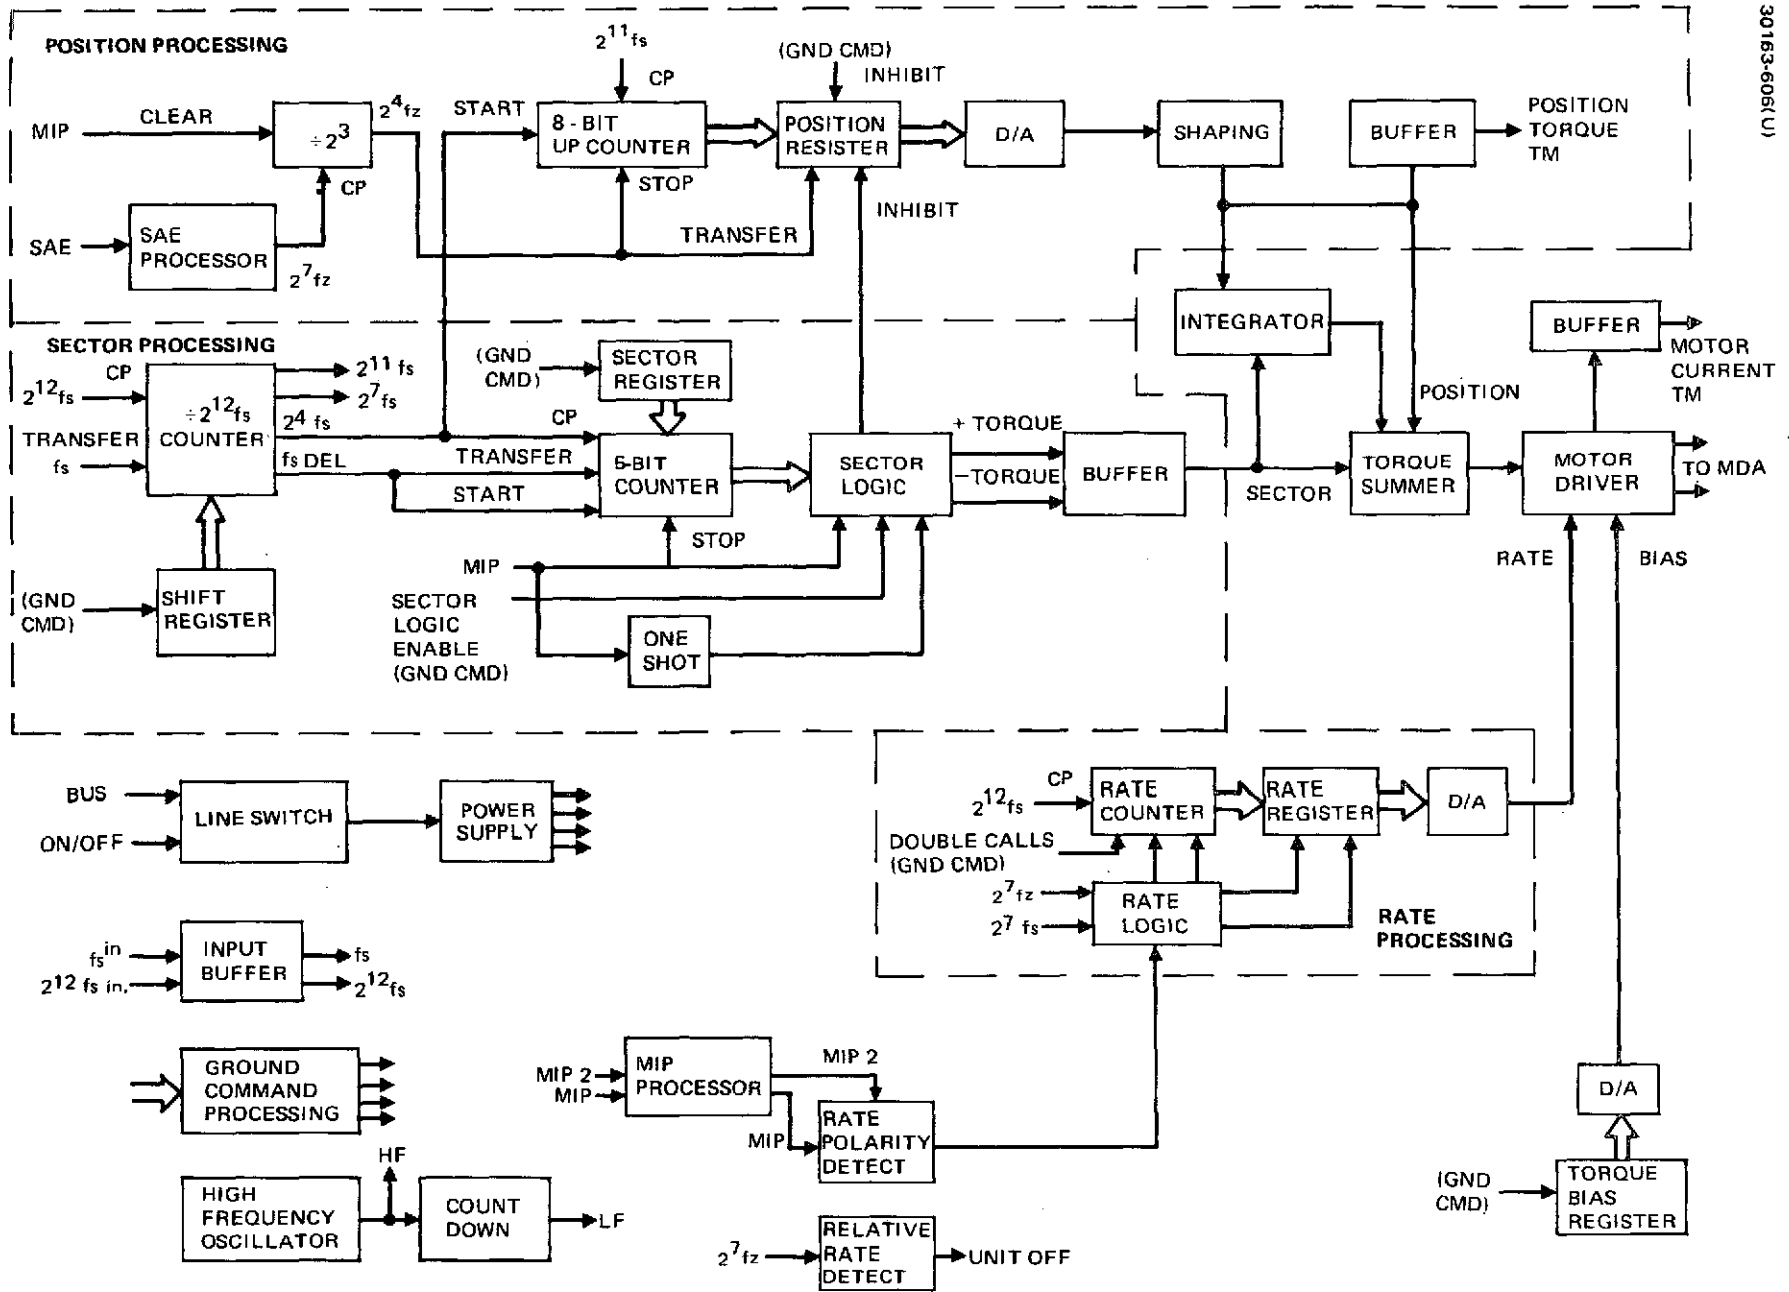 30163-606(U)
POSITION PROCESSING
MIP
CLEAR
÷2³
2⁴fz
CP
SAE
SAE
PROCESSOR
2⁷fz
START
2¹¹fs
CP
8 - BIT
UP COUNTER
STOP
TRANSFER
(GND CMD)
INHIBIT
POSITION
RESISTER
INHIBIT
D/A
SHAPING
BUFFER
POSITION
TORQUE
TM
SECTOR PROCESSING
CP
2¹²fs
TRANSFER
fs
÷2¹²fs
COUNTER
2¹¹fs
2⁷fs
2⁴ fs
fs DEL
(GND
CMD)
SHIFT
REGISTER
(GND
CMD)
SECTOR
REGISTER
CP
TRANSFER
START
5-BIT
COUNTER
STOP
MIP
SECTOR
LOGIC
ENABLE
(GND CMD)
ONE
SHOT
SECTOR
LOGIC
+ TORQUE
−TORQUE
BUFFER
SECTOR
INTEGRATOR
POSITION
TORQUE
SUMMER
BUFFER
MOTOR
CURRENT
TM
MOTOR
DRIVER
TO MDA
RATE
BIAS
BUS
ON/OFF
LINE SWITCH
POWER
SUPPLY
CP
2¹²fs
RATE
COUNTER
RATE
REGISTER
D/A
DOUBLE CALLS
(GND CMD)
2⁷fz
2⁷ fs
RATE
LOGIC
RATE
PROCESSING
fs in
2¹² fs in.
INPUT
BUFFER
fs
2¹²fs
GROUND
COMMAND
PROCESSING
MIP 2
MIP
MIP
PROCESSOR
MIP 2
MIP
RATE
POLARITY
DETECT
D/A
(GND
CMD)
TORQUE
BIAS
REGISTER
HIGH
FREQUENCY
OSCILLATOR
HF
COUNT
DOWN
LF
2⁷fz
RELATIVE
RATE
DETECT
UNIT OFF